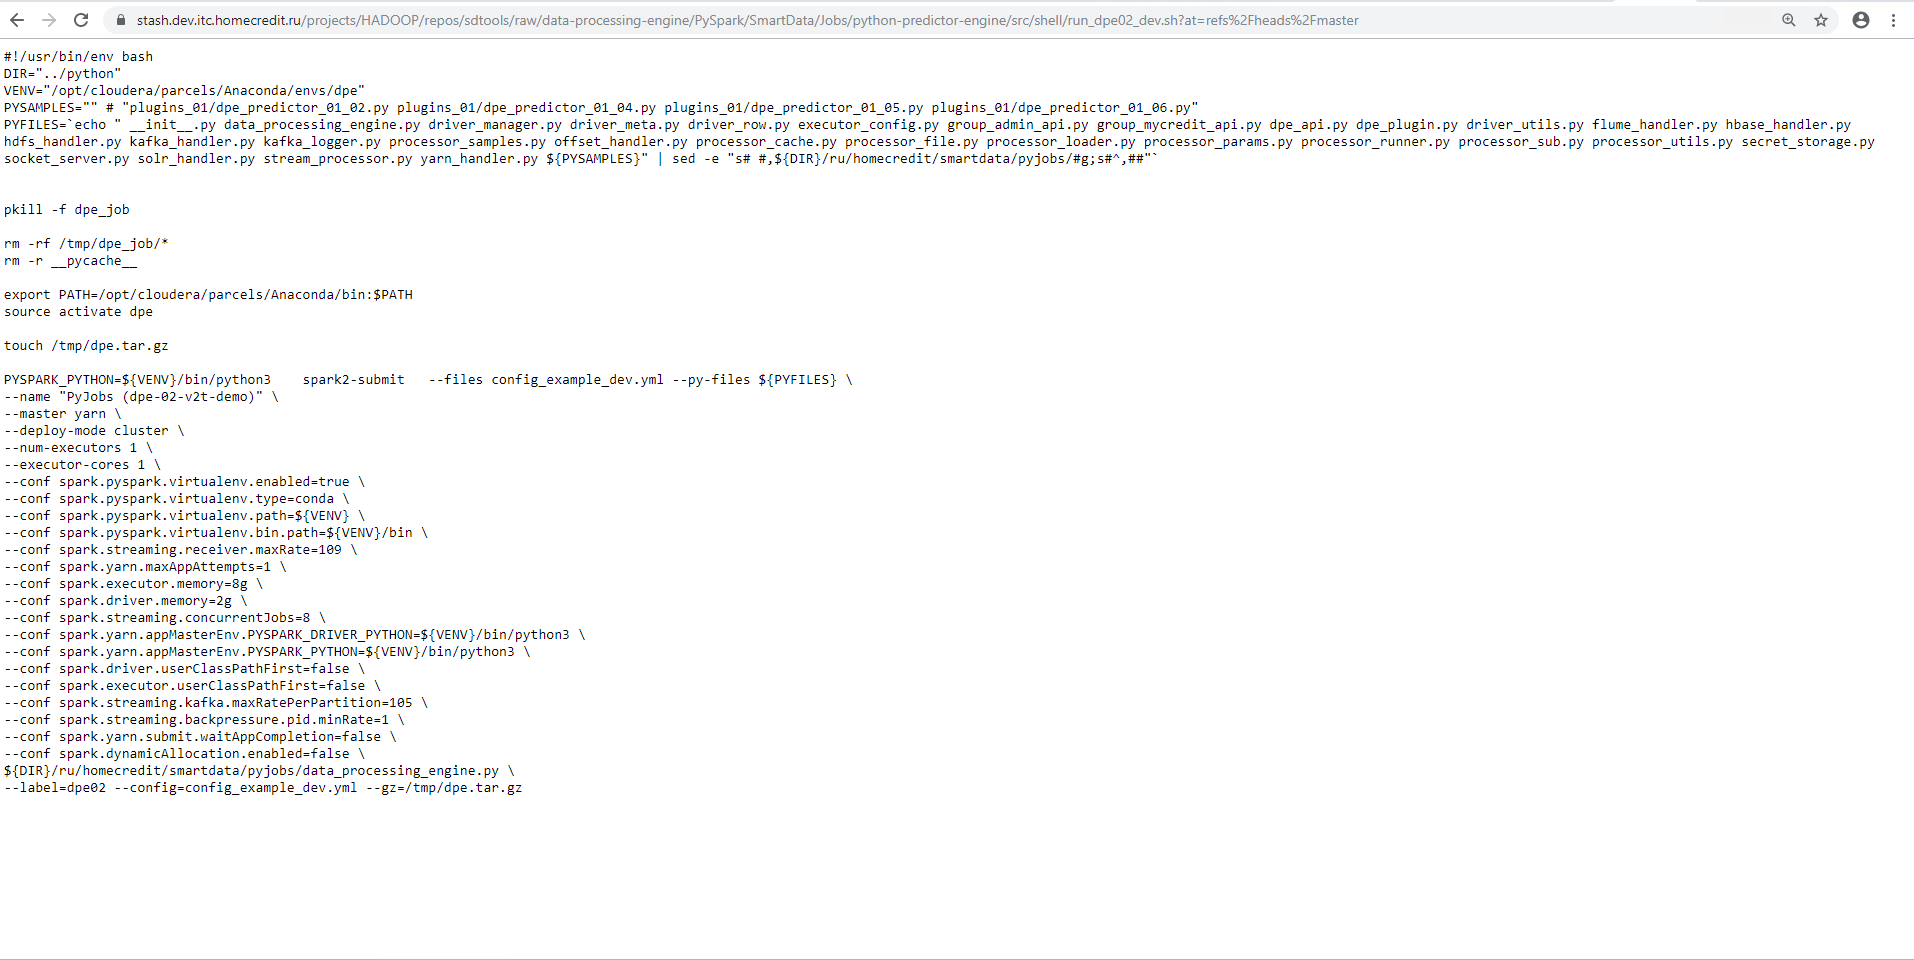 stash.dev.itc.homecredit.ru/projects/HADOOP/repos/sdtools/raw/data-processing-engine/PySpark/SmartData/Jobs/python-predictor-engine/src/shell/run_dpe02_dev.sh?at=refs%2Fheads%2Fmaster
#!/usr/bin/env bash
DIR="../python"
VENV="/opt/cloudera/parcels/Anaconda/envs/dpe"
PYSAMPLES="" # "plugins_01/dpe_predictor_01_02.py plugins_01/dpe_predictor_01_04.py plugins_01/dpe_predictor_01_05.py plugins_01/dpe_predictor_01_06.py"
PYFILES=`echo " __init__.py data_processing_engine.py driver_manager.py driver_meta.py driver_row.py executor_config.py group_admin_api.py group_mycredit_api.py dpe_api.py dpe_plugin.py driver_utils.py flume_handler.py hbase_handler.py
hdfs_handler.py kafka_handler.py kafka_logger.py processor_samples.py offset_handler.py processor_cache.py processor_file.py processor_loader.py processor_params.py processor_runner.py processor_sub.py processor_utils.py secret_storage.py
socket_server.py solr_handler.py stream_processor.py yarn_handler.py ${PYSAMPLES}" | sed -e "s# #,${DIR}/ru/homecredit/smartdata/pyjobs/#g;s#^,##"`
pkill -f dpe_job
rm -rf /tmp/dpe_job/*
rm -r __pycache__
export PATH=/opt/cloudera/parcels/Anaconda/bin:$PATH
source activate dpe
touch /tmp/dpe.tar.gz
PYSPARK_PYTHON=${VENV}/bin/python3    spark2-submit   --files config_example_dev.yml --py-files ${PYFILES} \
--name "PyJobs (dpe-02-v2t-demo)" \
--master yarn \
--deploy-mode cluster \
--num-executors 1 \
--executor-cores 1 \
--conf spark.pyspark.virtualenv.enabled=true \
--conf spark.pyspark.virtualenv.type=conda \
--conf spark.pyspark.virtualenv.path=${VENV} \
--conf spark.pyspark.virtualenv.bin.path=${VENV}/bin \
--conf spark.streaming.receiver.maxRate=109 \
--conf spark.yarn.maxAppAttempts=1 \
--conf spark.executor.memory=8g \
--conf spark.driver.memory=2g \
--conf spark.streaming.concurrentJobs=8 \
--conf spark.yarn.appMasterEnv.PYSPARK_DRIVER_PYTHON=${VENV}/bin/python3 \
--conf spark.yarn.appMasterEnv.PYSPARK_PYTHON=${VENV}/bin/python3 \
--conf spark.driver.userClassPathFirst=false \
--conf spark.executor.userClassPathFirst=false \
--conf spark.streaming.kafka.maxRatePerPartition=105 \
--conf spark.streaming.backpressure.pid.minRate=1 \
--conf spark.yarn.submit.waitAppCompletion=false \
--conf spark.dynamicAllocation.enabled=false \
${DIR}/ru/homecredit/smartdata/pyjobs/data_processing_engine.py \
--label=dpe02 --config=config_example_dev.yml --gz=/tmp/dpe.tar.gz